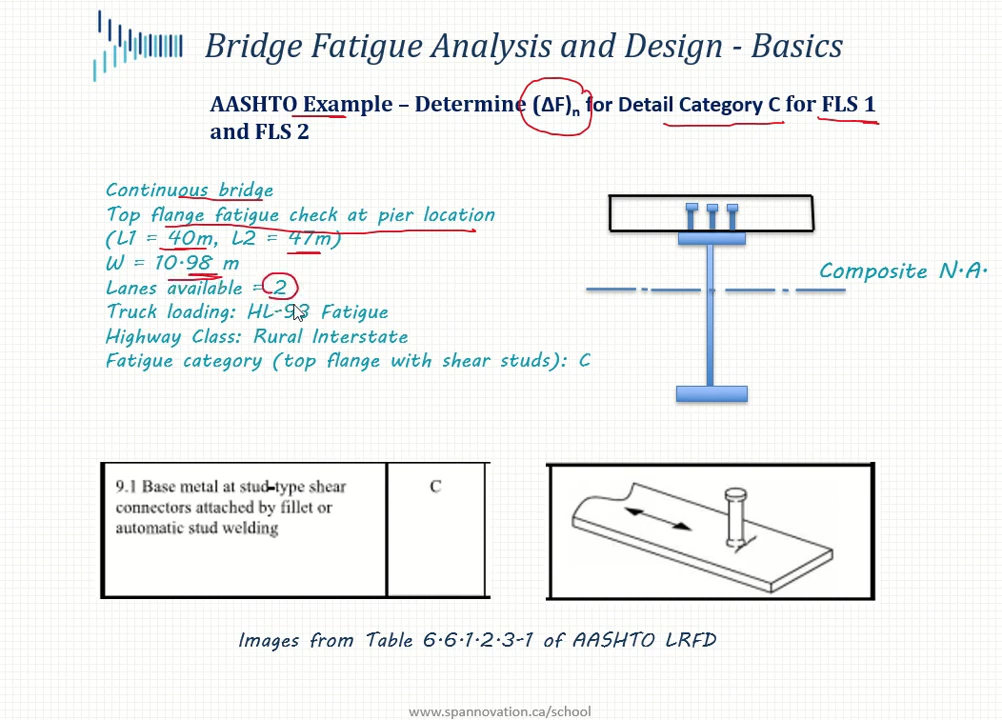 Bridge Fatigue Analysis and Design - Basics
AASHTO Example – Determine (ΔF)n for Detail Category C for FLS 1
and FLS 2
Continuous bridge
Top flange fatigue check at pier location
(L1 = 40m, L2 = 47m)
W = 10.98 m
Lanes available = 2
Truck loading: HL-93 Fatigue
Highway Class: Rural Interstate
Fatigue category (top flange with shear studs): C
Composite N.A.
9.1 Base metal at stud-type shear
connectors attached by fillet or
automatic stud welding
C
Images from Table 6.6.1.2.3-1 of AASHTO LRFD
www.spannovation.ca/school